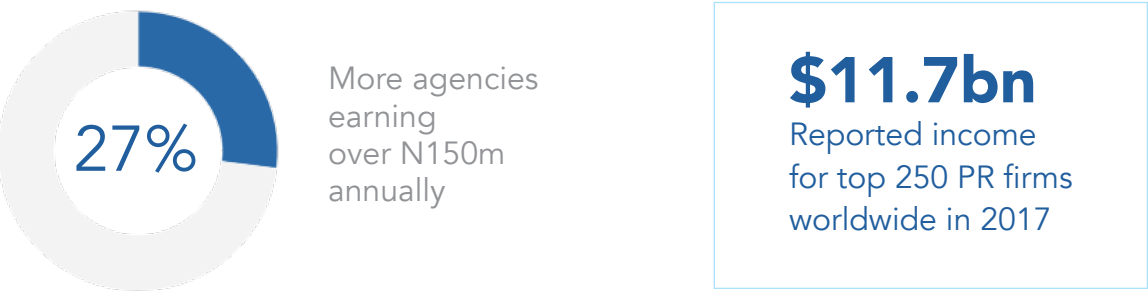 27%
More agencies
earning
over N150m
annually
$11.7bn
Reported income
for top 250 PR firms
worldwide in 2017